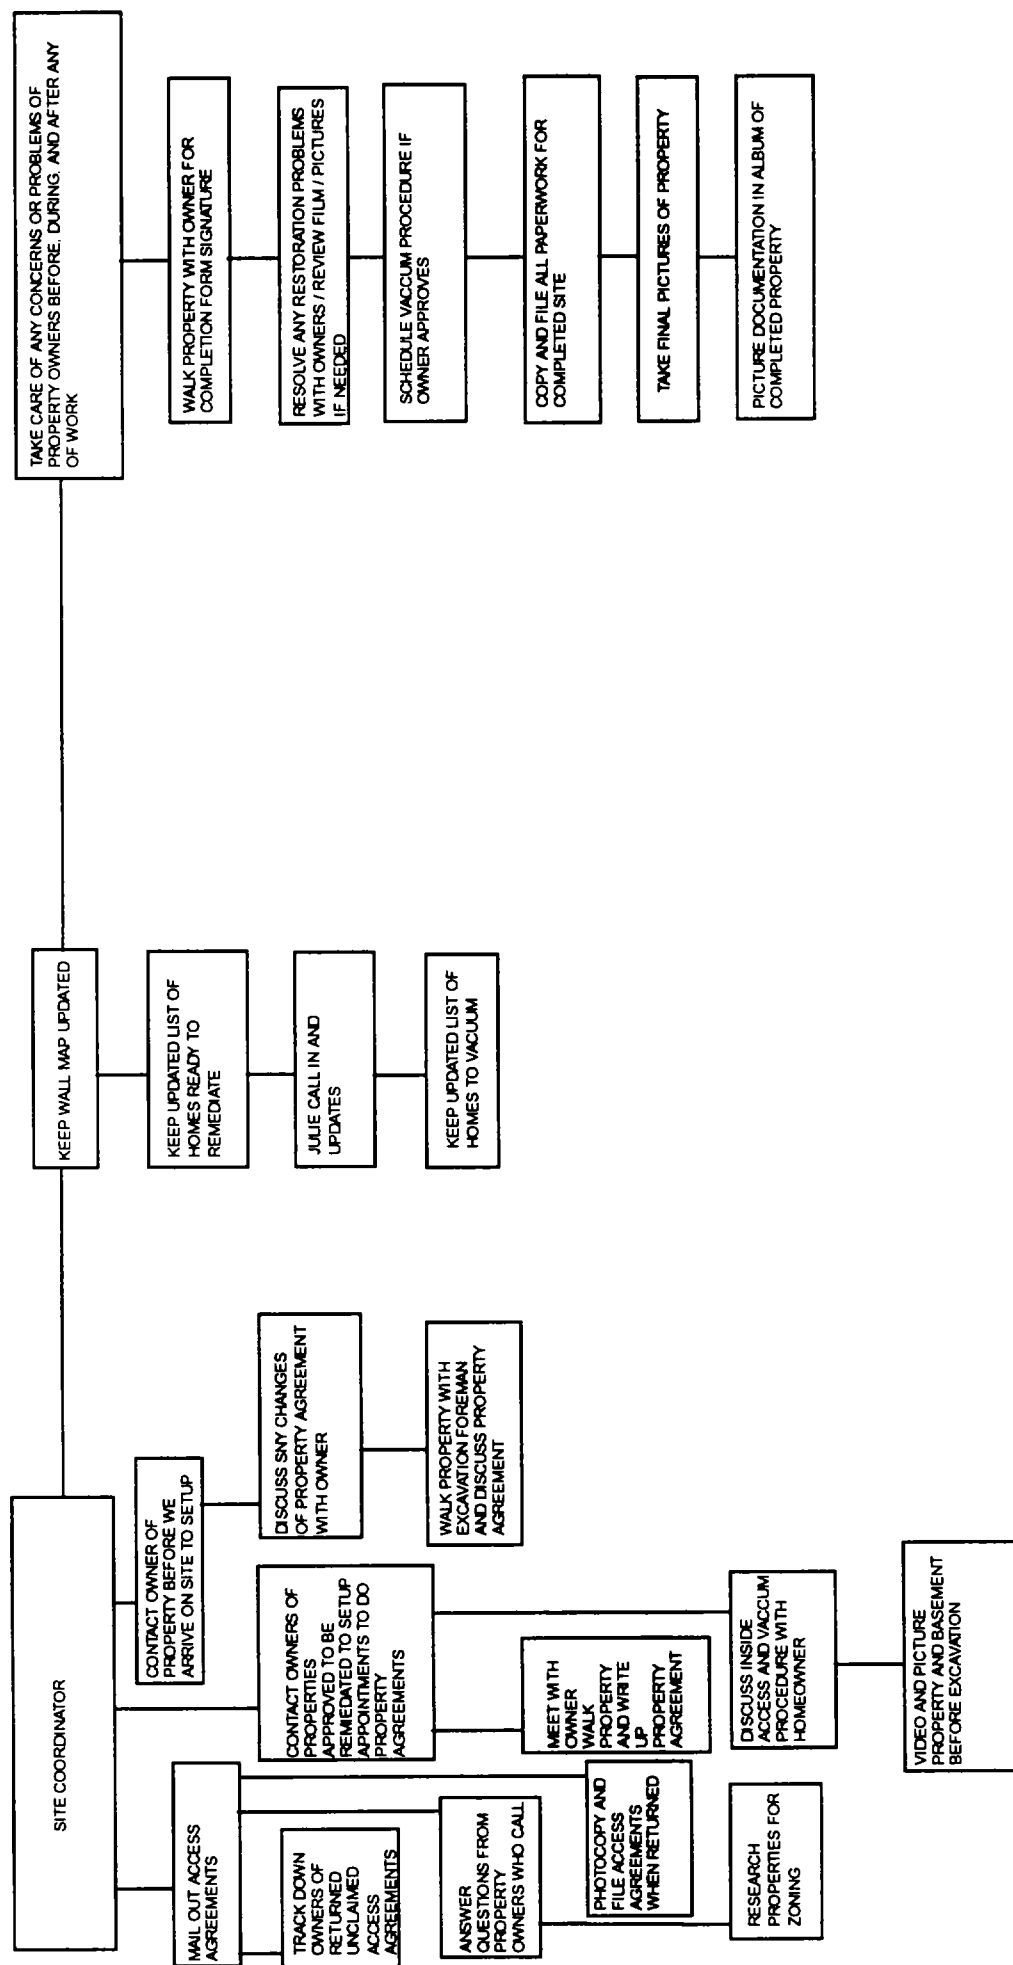 SITE COORDINATOR
MAIL OUT ACCESS
AGREEMENTS
TRACK DOWN
OWNERS OF
RETURNED
UNCLAIMED
ACCESS
AGREEMENTS
ANSWER
QUESTIONS FROM
PROPERTY
OWNERS WHO CALL
PHOTOCOPY AND
FILE ACCESS
AGREEMENTS
WHEN RETURNED
RESEARCH
PROPERTIES FOR
ZONING
CONTACT OWNERS OF
PROPERTIES
APPROVED TO BE
REMEDIATED TO SETUP
APPOINTMENTS TO DO
PROPERTY
AGREEMENTS
MEET WITH
OWNER
WALK
PROPERTY
AND WRITE
UP
PROPERTY
AGREEMENT
DISCUSS INSIDE
ACCESS AND VACCUM
PROCEDURE WITH
HOMEOWNER
VIDEO AND PICTURE
PROPERTY AND BASEMENT
BEFORE EXCAVATION
CONTACT OWNER OF
PROPERTY BEFORE WE
ARRIVE ON SITE TO SETUP
DISCUSS SNY CHANGES
OF PROPERTY AGREEMENT
WITH OWNER
WALK PROPERTY WITH
EXCAVATION FOREMAN
AND DISCUSS PROPERTY
AGREEMENT
KEEP WALL MAP UPDATED
KEEP UPDATED LIST OF
HOMES READY TO
REMEDIATE
JULIE CALL IN AND
UPDATES
KEEP UPDATED LIST OF
HOMES TO VACUUM
TAKE CARE OF ANY CONCERNS OR PROBLEMS OF
PROPERTY OWNERS BEFORE, DURING, AND AFTER ANY
OF WORK
WALK PROPERTY WITH OWNER FOR
COMPLETION FORM SIGNATURE
RESOLVE ANY RESTORATION PROBLEMS
WITH OWNERS / REVIEW FILM / PICTURES
IF NEEDED
SCHEDULE VACCUM PROCEDURE IF
OWNER APPROVES
COPY AND FILE ALL PAPERWORK FOR
COMPLETED SITE
TAKE FINAL PICTURES OF PROPERTY
PICTURE DOCUMENTATION IN ALBUM OF
COMPLETED PROPERTY